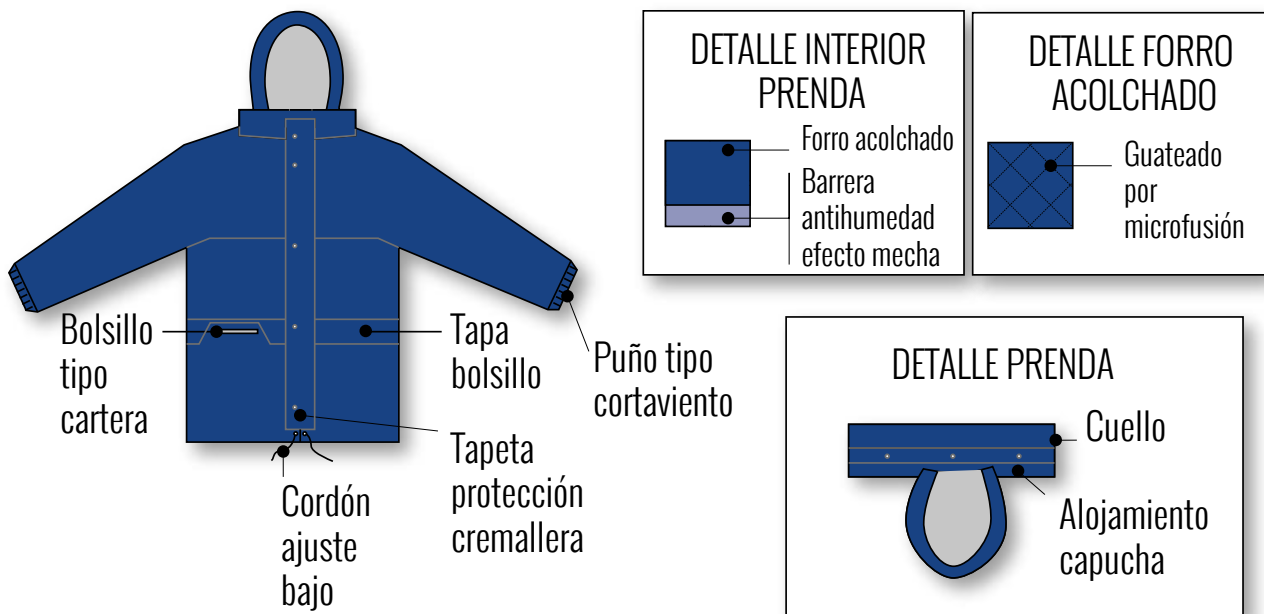 Bolsillo
tipo
cartera
Cordón
ajuste
bajo
Tapa
bolsillo
Tapeta
protección
cremallera
Puño tipo
cortaviento
DETALLE INTERIOR
PRENDA
Forro acolchado
Barrera
antihumedad
efecto mecha
DETALLE FORRO
ACOLCHADO
Guateado
por
microfusión
DETALLE PRENDA
Cuello
Alojamiento
capucha